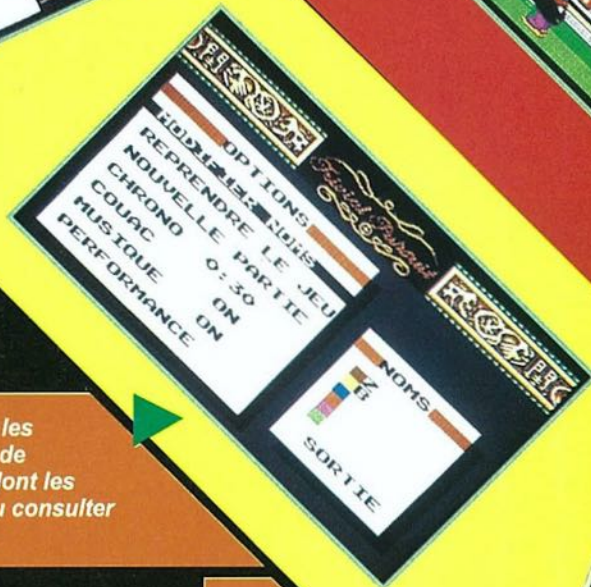 Trivial Pursuit
OPTIONS
MODIFIER NOMS
REPRENDRE LE JEU
NOUVELLE PARTIE
CHRONO 0:30
COUAC ON
MUSIQUE ON
PERFORMANCE
NOMS
B
SORTIE
les
de
dont les
u consulter